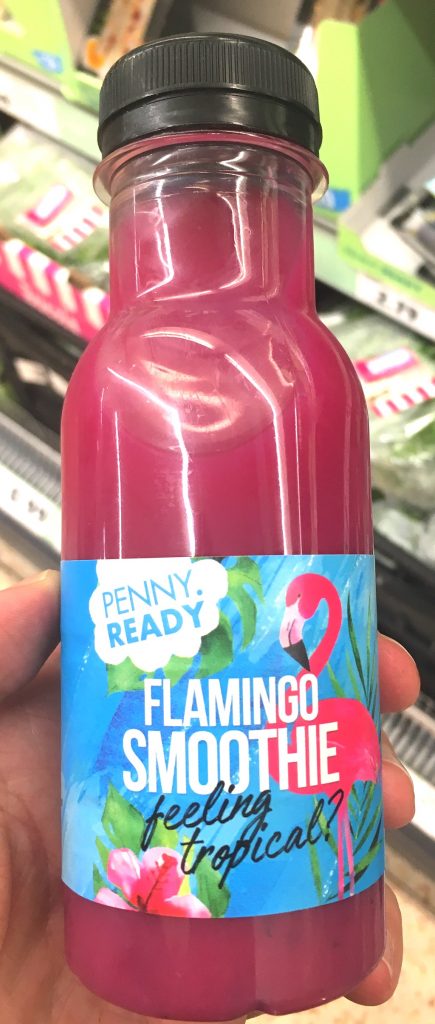 PENNY.
READY
FLAMINGO
SMOOTHIE
feeling
tropical?